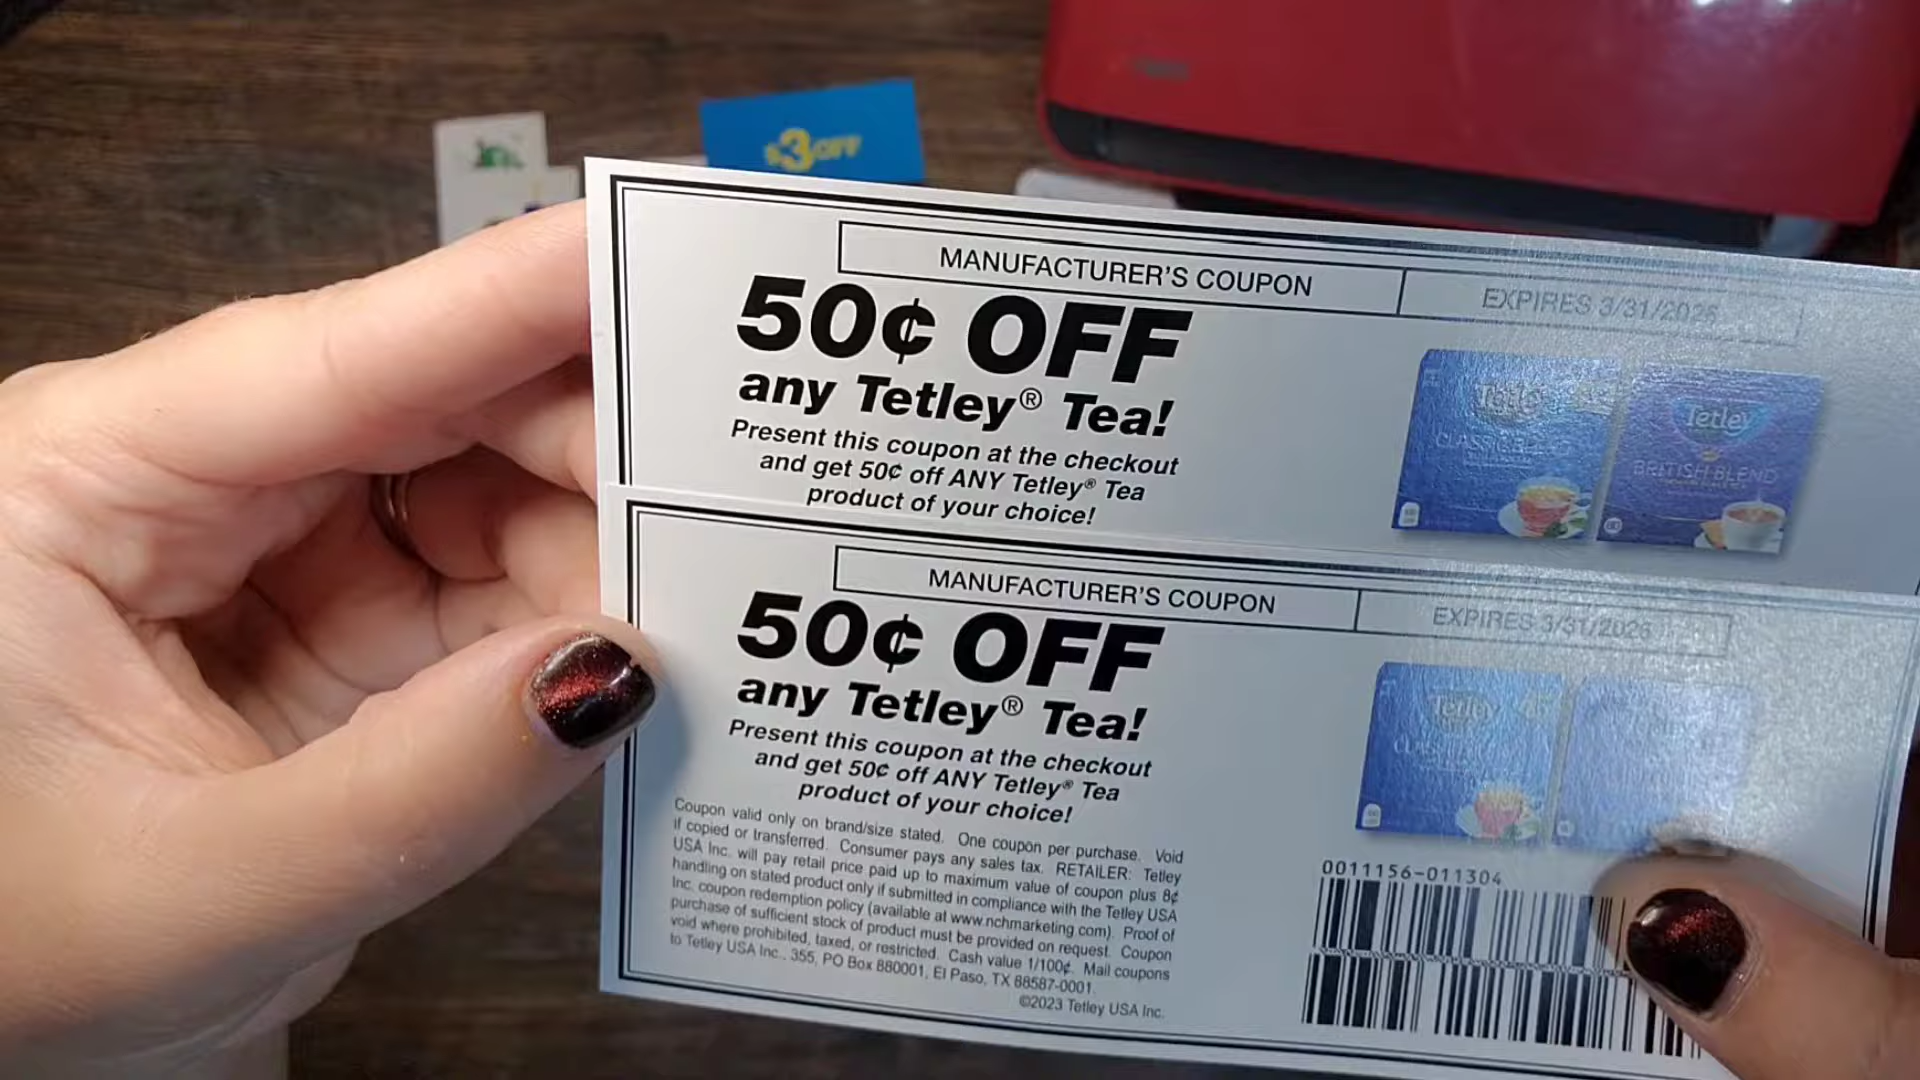 $3 OFF
MANUFACTURER'S COUPON
EXPIRES 3/31/2026
50¢ OFF
any Tetley® Tea!
Present this coupon at the checkout
and get 50¢ off ANY Tetley® Tea
product of your choice!
Tetley
CLASSIC BLEND
Tetley
BRITISH BLEND
MANUFACTURER'S COUPON
EXPIRES 3/31/2026
50¢ OFF
any Tetley® Tea!
Present this coupon at the checkout
and get 50¢ off ANY Tetley® Tea
product of your choice!
Coupon valid only on brand/size stated. One coupon per purchase. Void
if copied or transferred. Consumer pays any sales tax. RETAILER: Tetley
USA Inc. will pay retail price paid up to maximum value of coupon plus 8¢
handling on stated product only if submitted in compliance with the Tetley USA
Inc. coupon redemption policy (available at www.nchmarketing.com). Proof of
purchase of sufficient stock of product must be provided on request. Coupon
void where prohibited, taxed, or restricted. Cash value 1/100¢. Mail coupons
to Tetley USA Inc., 355, PO Box 880001, El Paso, TX 88587-0001.
©2023 Tetley USA Inc.
Tetley
0011156-011304